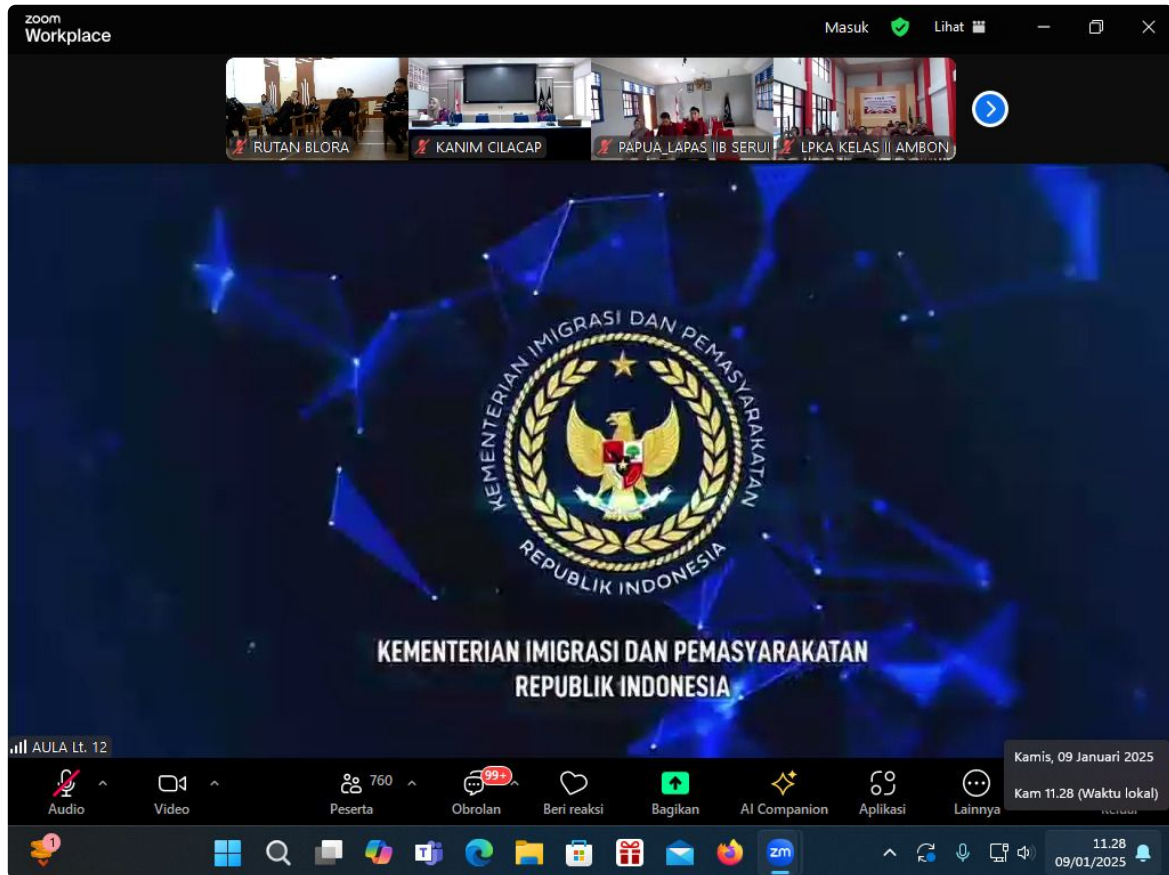 zoom
Workplace
Masuk
Lihat
RUTAN BLORA
KANIM CILACAP
PAPUA_LAPAS IIB SERUI
LPKA KELAS II AMBON
KEMENTERIAN IMIGRASI DAN PEMASYARAKATAN
REPUBLIK INDONESIA
KEMENTERIAN IMIGRASI DAN PEMASYARAKATAN
REPUBLIK INDONESIA
AULA Lt. 12
Kamis, 09 Januari 2025
Kam 11.28 (Waktu lokal)
760
99+
Audio
Video
Peserta
Obrolan
Beri reaksi
Bagikan
AI Companion
Aplikasi
Lainnya
Keluar
1
zm
11.28
09/01/2025